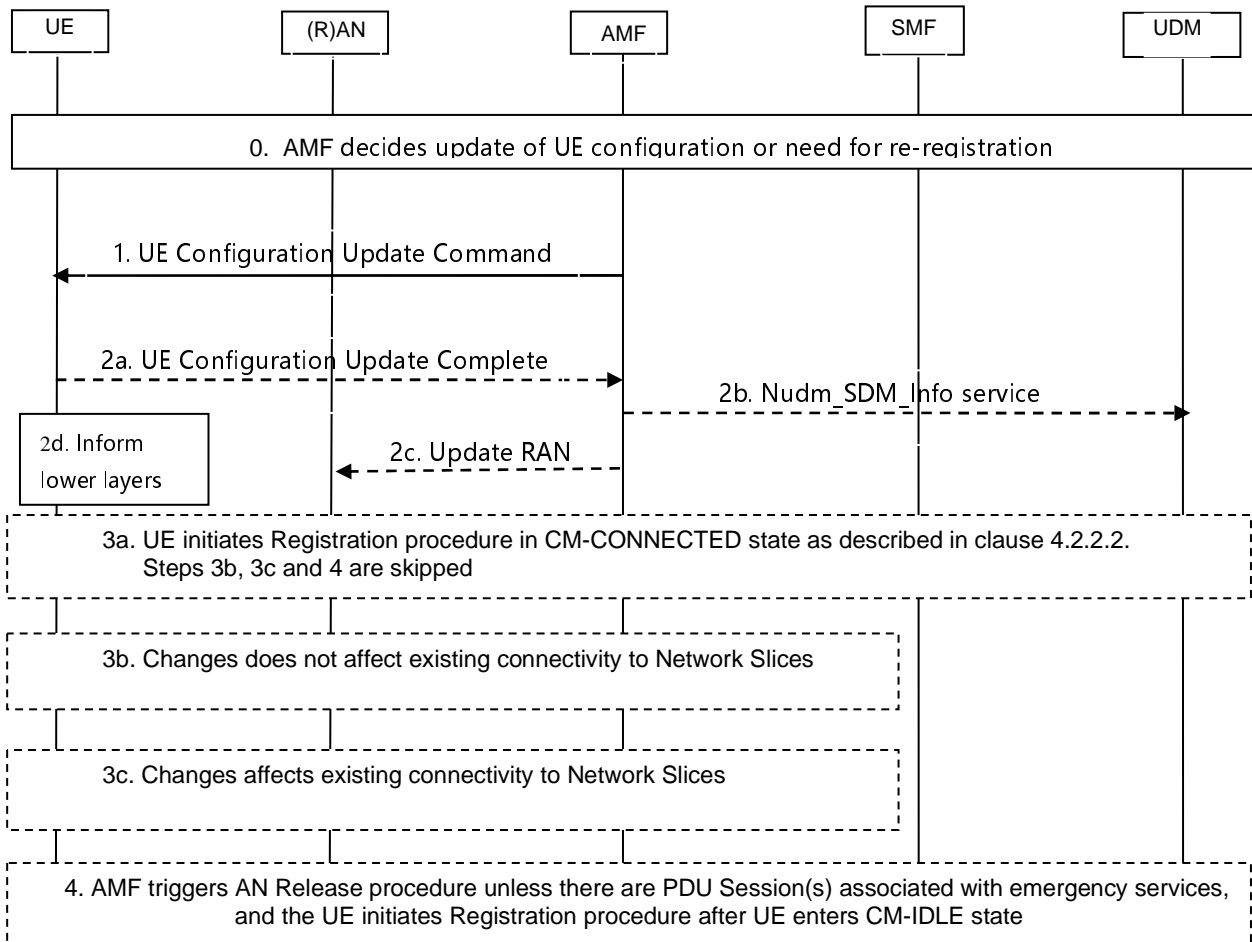 UE
(R)AN
AMF
SMF
UDM
0. AMF decides update of UE configuration or need for re-registration
1. UE Configuration Update Command
2a. UE Configuration Update Complete
2b. Nudm_SDM_Info service
2c. Update RAN
2d. Inform
lower layers
3a. UE initiates Registration procedure in CM-CONNECTED state as described in clause 4.2.2.2.
Steps 3b, 3c and 4 are skipped
3b. Changes does not affect existing connectivity to Network Slices
3c. Changes affects existing connectivity to Network Slices
4. AMF triggers AN Release procedure unless there are PDU Session(s) associated with emergency services,
and the UE initiates Registration procedure after UE enters CM-IDLE state